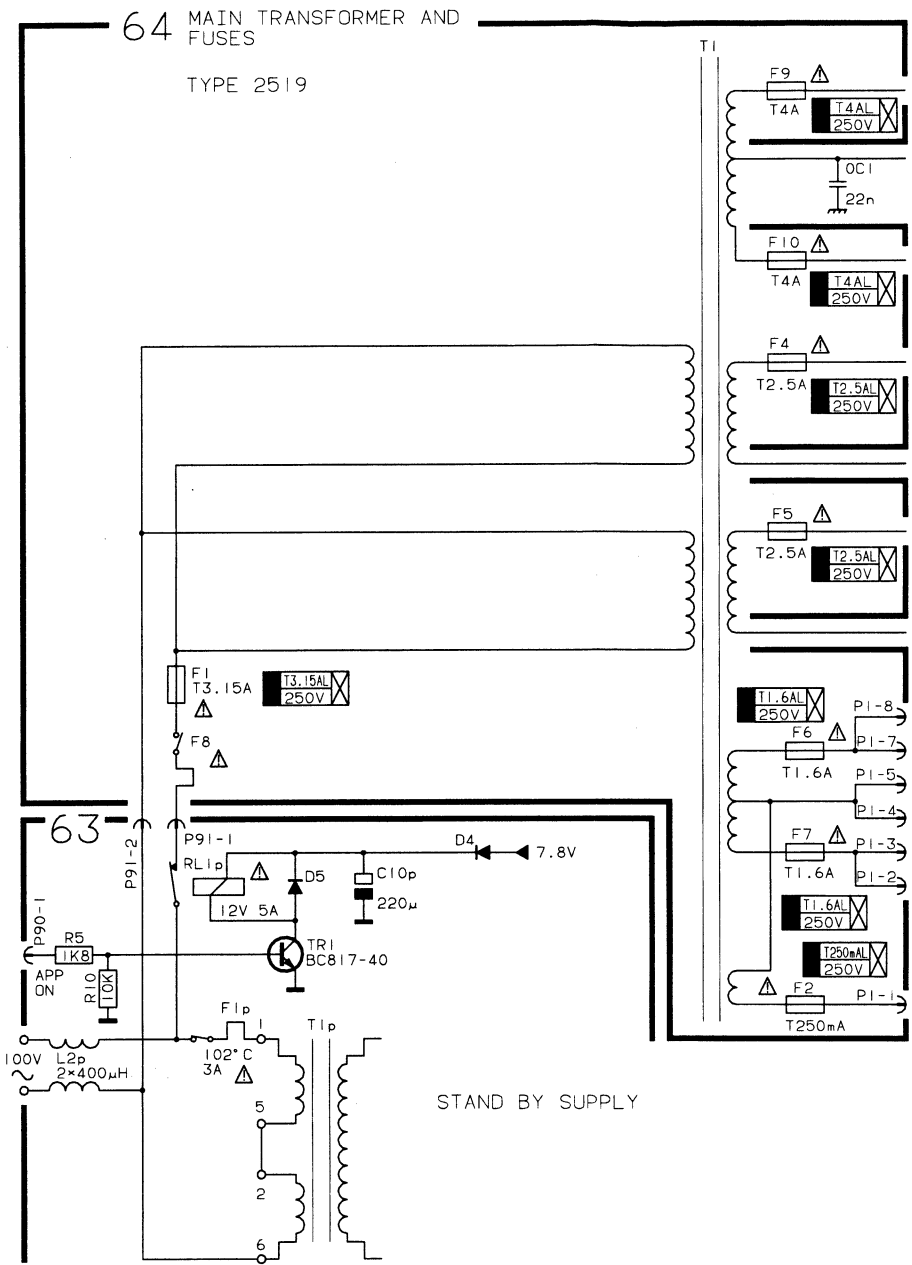 64 MAIN TRANSFORMER AND
FUSES
TYPE 2519
T1
F9
T4A
T4AL
250V
0C1
22n
F10
T4A
T4AL
250V
F4
T2.5A
T2.5AL
250V
F5
T2.5A
T2.5AL
250V
F1
T3.15A
T3.15AL
250V
F8
T1.6AL
250V
F6
T1.6A
P1-8
P1-7
P1-5
P1-4
F7
T1.6A
P1-3
P1-2
T1.6AL
250V
T250mAL
250V
F2
T250mA
P1-1
63
P91-2
P91-1
RL1p
12V 5A
D5
C10p
220µ
D4
7.8V
P90-1
R5
1K8
APP
ON
R10
10K
TR1
BC817-40
F1p
102°C
3A
1
T1p
100V
~
L2p
2×400µH
5
2
6
STAND BY SUPPLY